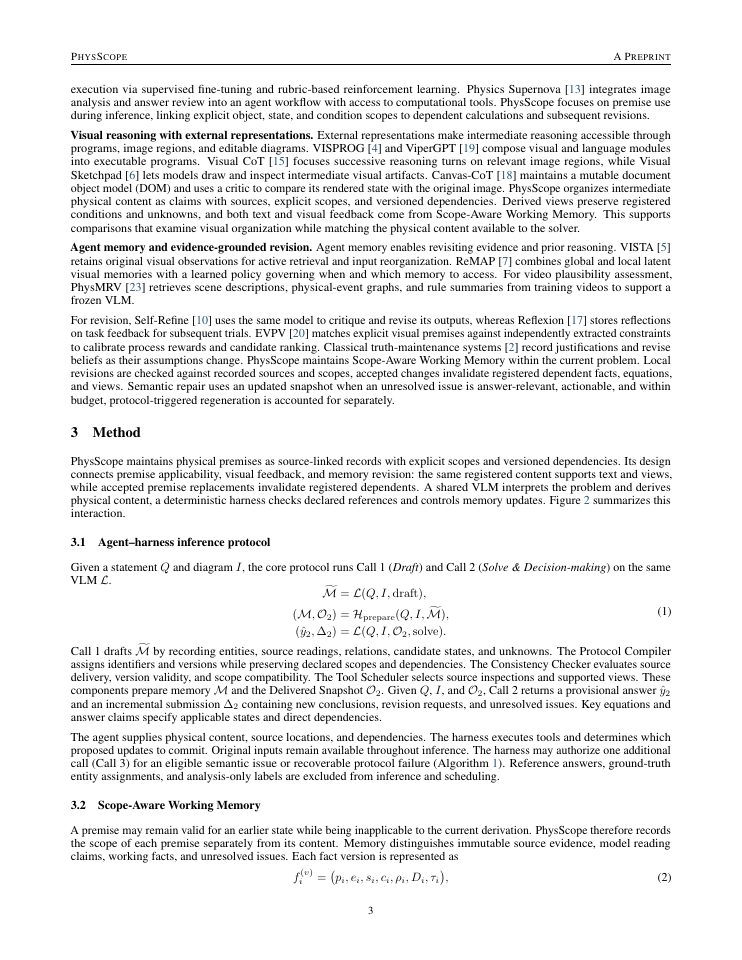 PHYSSCOPE A PREPRINT
execution via supervised fine-tuning and rubric-based reinforcement learning. Physics Supernova [13] integrates image
analysis and answer review into an agent workflow with access to computational tools. PhysScope focuses on premise use
during inference, linking explicit object, state, and condition scopes to dependent calculations and subsequent revisions.
Visual reasoning with external representations. External representations make intermediate reasoning accessible through
programs, image regions, and editable diagrams. VISPROG [4] and ViperGPT [19] compose visual and language modules
into executable programs. Visual CoT [15] focuses successive reasoning turns on relevant image regions, while Visual
Sketchpad [6] lets models draw and inspect intermediate visual artifacts. Canvas-CoT [18] maintains a mutable document
object model (DOM) and uses a critic to compare its rendered state with the original image. PhysScope organizes intermediate
physical content as claims with sources, explicit scopes, and versioned dependencies. Derived views preserve registered
conditions and unknowns, and both text and visual feedback come from Scope-Aware Working Memory. This supports
comparisons that examine visual organization while matching the physical content available to the solver.
Agent memory and evidence-grounded revision. Agent memory enables revisiting evidence and prior reasoning. VISTA [5]
retains original visual observations for active retrieval and input reorganization. ReMAP [7] combines global and local latent
visual memories with a learned policy governing when and which memory to access. For video plausibility assessment,
PhysMRV [23] retrieves scene descriptions, physical-event graphs, and rule summaries from training videos to support a
frozen VLM.
For revision, Self-Refine [10] uses the same model to critique and revise its outputs, whereas Reflexion [17] stores reflections
on task feedback for subsequent trials. EVPV [20] matches explicit visual premises against independently extracted constraints
to calibrate process rewards and candidate ranking. Classical truth-maintenance systems [2] record justifications and revise
beliefs as their assumptions change. PhysScope maintains Scope-Aware Working Memory within the current problem. Local
revisions are checked against recorded sources and scopes, accepted changes invalidate registered dependent facts, equations,
and views. Semantic repair uses an updated snapshot when an unresolved issue is answer-relevant, actionable, and within
budget, protocol-triggered regeneration is accounted for separately.
3 Method
PhysScope maintains physical premises as source-linked records with explicit scopes and versioned dependencies. Its design
connects premise applicability, visual feedback, and memory revision: the same registered content supports text and views,
while accepted premise replacements invalidate registered dependents. A shared VLM interprets the problem and derives
physical content, a deterministic harness checks declared references and controls memory updates. Figure 2 summarizes this
interaction.
3.1 Agent–harness inference protocol
Given a statement Q and diagram I, the core protocol runs Call 1 (Draft) and Call 2 (Solve & Decision-making) on the same
VLM ℒ.
ℳ̃ = ℒ(Q, I, draft),
(ℳ, 𝒪₂) = ℋ_prepare(Q, I, ℳ̃), (1)
(ŷ₂, Δ₂) = ℒ(Q, I, 𝒪₂, solve).
Call 1 drafts ℳ̃ by recording entities, source readings, relations, candidate states, and unknowns. The Protocol Compiler
assigns identifiers and versions while preserving declared scopes and dependencies. The Consistency Checker evaluates source
delivery, version validity, and scope compatibility. The Tool Scheduler selects source inspections and supported views. These
components prepare memory ℳ and the Delivered Snapshot 𝒪₂. Given Q, I, and 𝒪₂, Call 2 returns a provisional answer ŷ₂
and an incremental submission Δ₂ containing new conclusions, revision requests, and unresolved issues. Key equations and
answer claims specify applicable states and direct dependencies.
The agent supplies physical content, source locations, and dependencies. The harness executes tools and determines which
proposed updates to commit. Original inputs remain available throughout inference. The harness may authorize one additional
call (Call 3) for an eligible semantic issue or recoverable protocol failure (Algorithm 1). Reference answers, ground-truth
entity assignments, and analysis-only labels are excluded from inference and scheduling.
3.2 Scope-Aware Working Memory
A premise may remain valid for an earlier state while being inapplicable to the current derivation. PhysScope therefore records
the scope of each premise separately from its content. Memory distinguishes immutable source evidence, model reading
claims, working facts, and unresolved issues. Each fact version is represented as
f_i^(v) = (p_i, e_i, s_i, c_i, ρ_i, D_i, τ_i), (2)
3